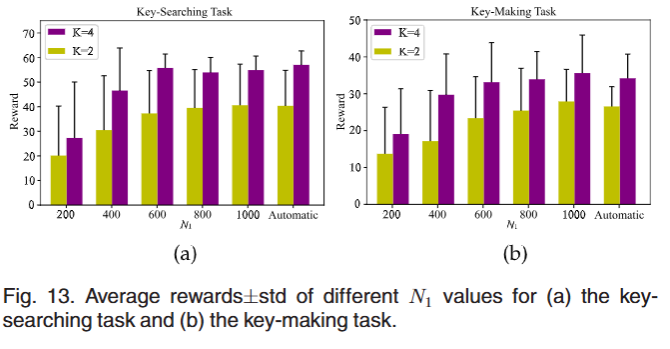 Key-Searching Task
K=4
K=2
70
60
50
40
30
20
10
0
Reward
200 400 600 800 1000 Automatic
N₁
(a)
Key-Making Task
K=4
K=2
50
40
30
20
10
0
Reward
200 400 600 800 1000 Automatic
N₁
(b)
Fig. 13. Average rewards±std of different N₁ values for (a) the key-
searching task and (b) the key-making task.